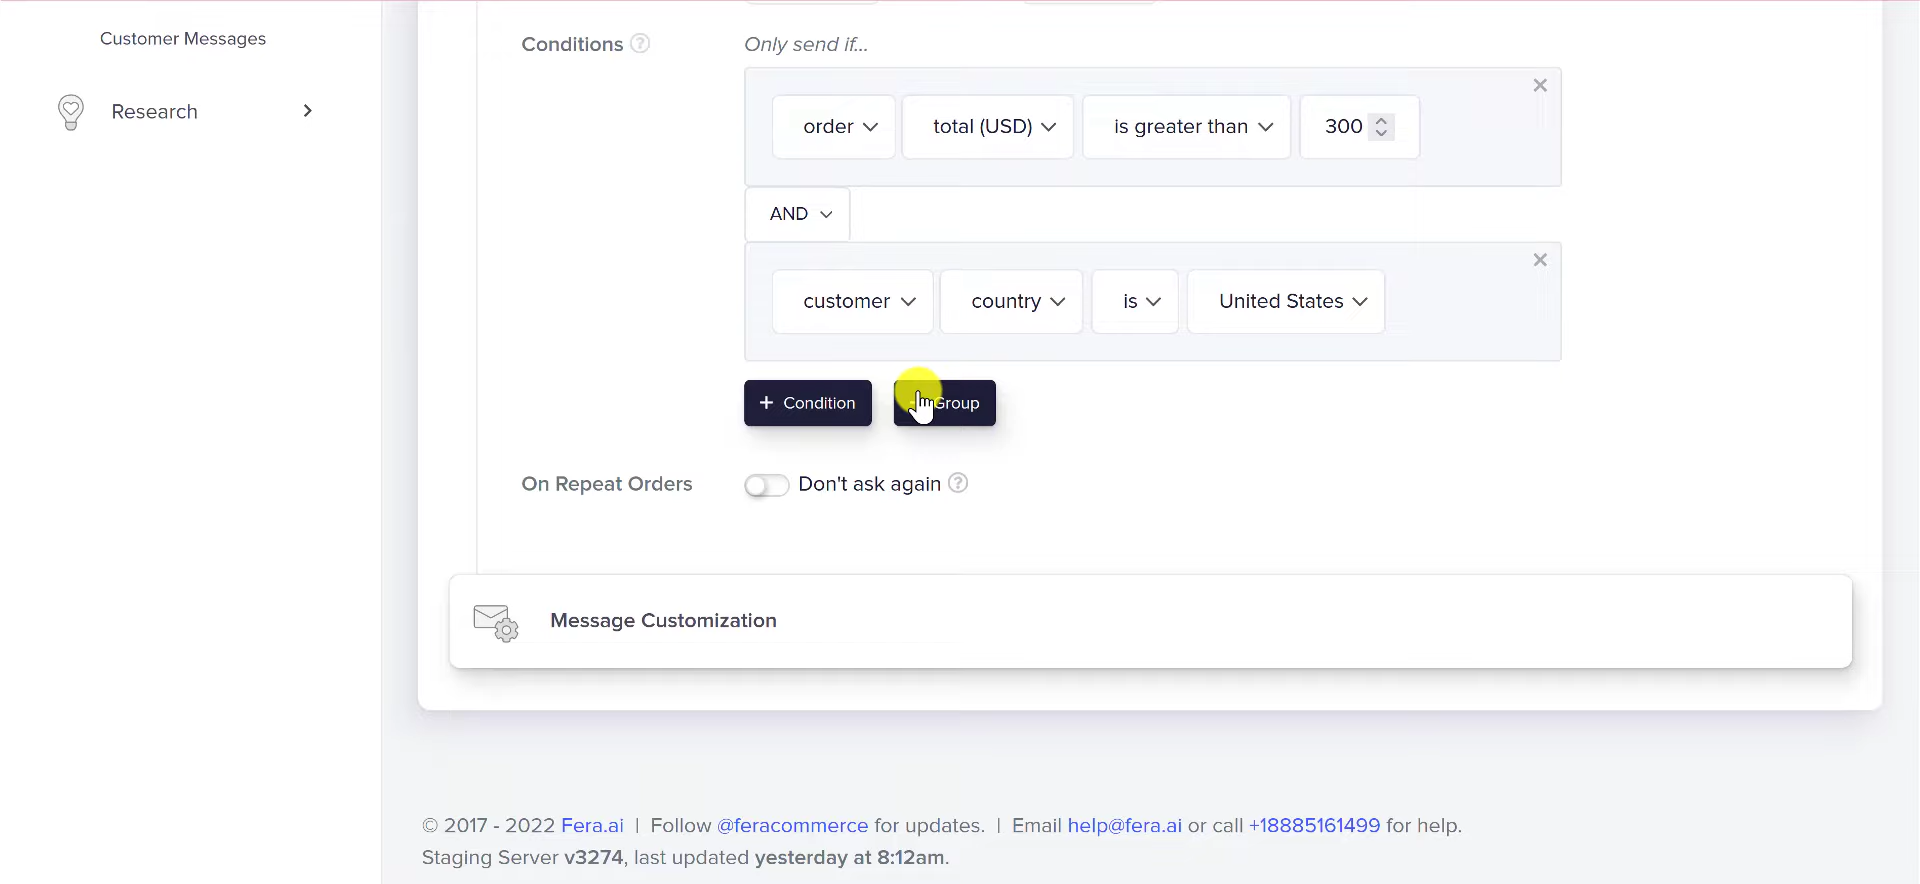 Customer Messages
Research
Conditions ?
Only send if...
order total (USD) is greater than 300
AND
customer country is United States
+ Condition Group
On Repeat Orders Don't ask again ?
Message Customization
© 2017 - 2022 Fera.ai | Follow @feracommerce for updates. | Email help@fera.ai or call +18885161499 for help.
Staging Server v3274, last updated yesterday at 8:12am.